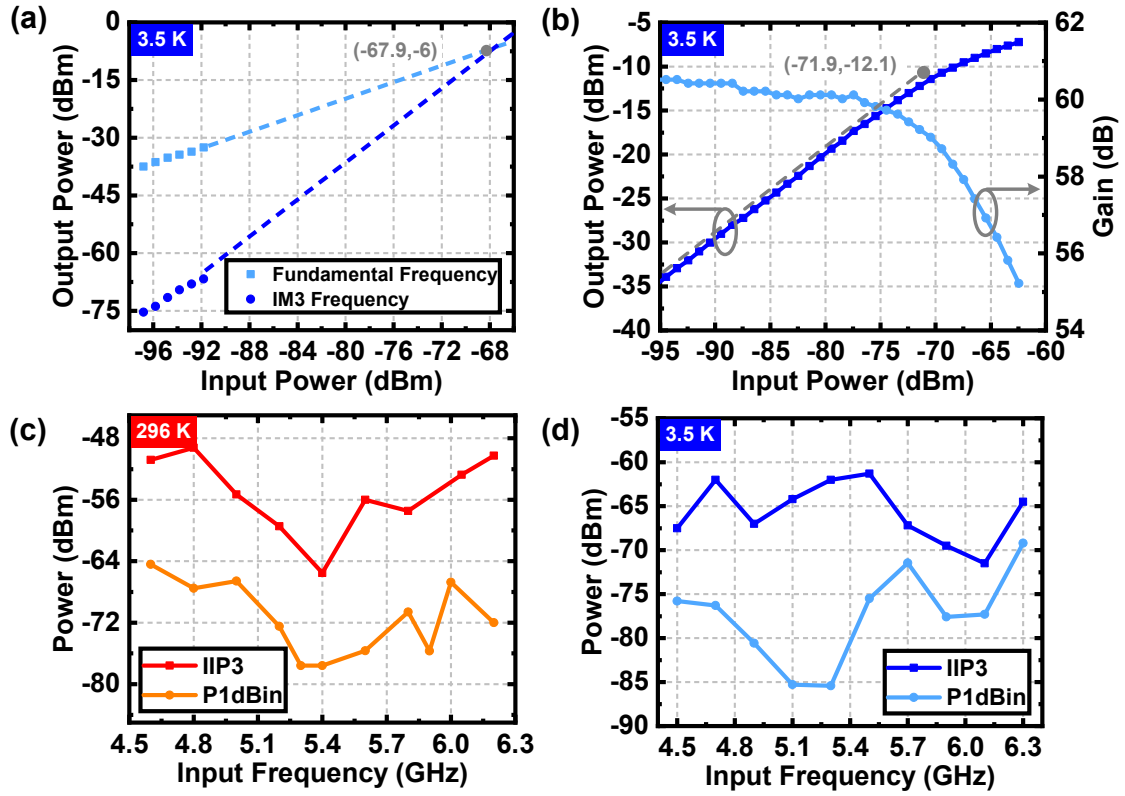 (a)
3.5 K
(-67.9,-6)
0
-15
-30
-45
-60
-75
Output Power (dBm)
Fundamental Frequency
IM3 Frequency
-96 -92 -84 -80 -76 -72 -68
Input Power (dBm)
(b)
3.5 K
(-71.9,-12.1)
-5
-10
-15
-20
-25
-30
-35
-40
Output Power (dBm)
62
60
58
56
54
Gain (dB)
-95 -90 -85 -80 -75 -70 -65 -60
Input Power (dBm)
(c)
296 K
-48
-56
-64
-72
-80
Power (dBm)
IIP3
P1dBin
4.5 4.8 5.1 5.4 5.7 6.0 6.3
Input Frequency (GHz)
(d)
3.5 K
-55
-60
-65
-70
-75
-80
-85
-90
Power (dBm)
IIP3
P1dBin
4.5 4.8 5.1 5.4 5.7 6.0 6.3
Input Frequency (GHz)